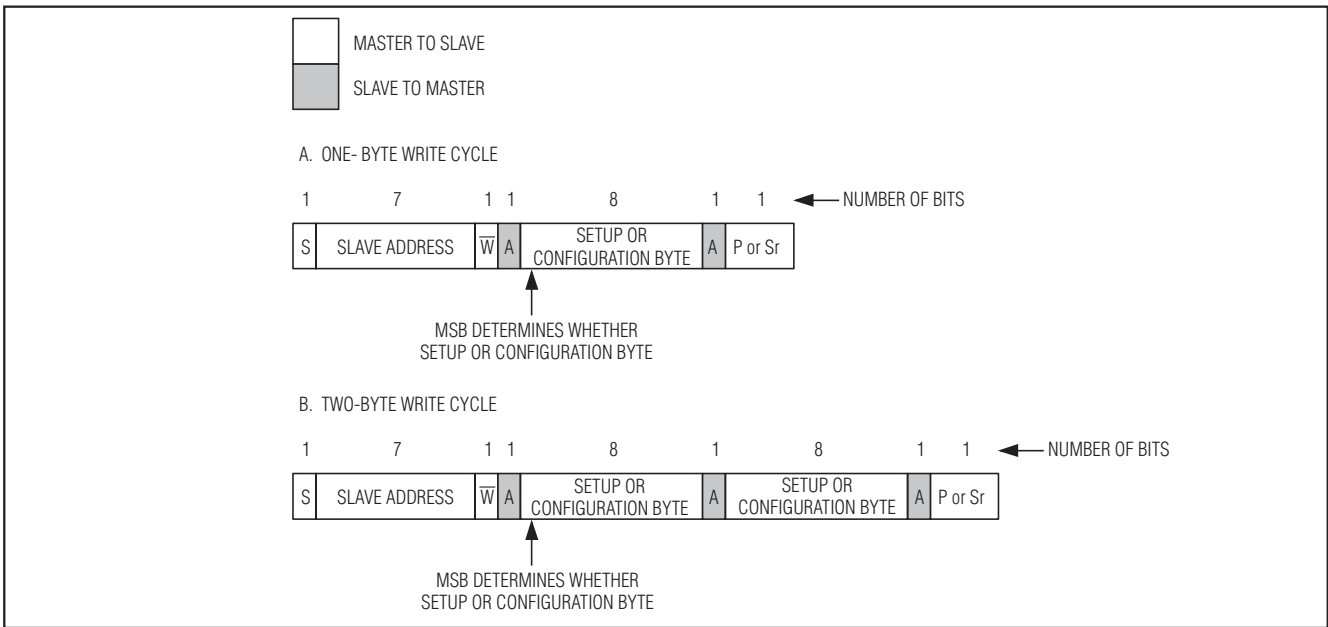 MASTER TO SLAVE
SLAVE TO MASTER
A. ONE- BYTE WRITE CYCLE
1 7 1 1 8 1 1 NUMBER OF BITS
S SLAVE ADDRESS W̅ A SETUP OR
CONFIGURATION BYTE A P or Sr
MSB DETERMINES WHETHER
SETUP OR CONFIGURATION BYTE
B. TWO-BYTE WRITE CYCLE
1 7 1 1 8 1 8 1 1 NUMBER OF BITS
S SLAVE ADDRESS W̅ A SETUP OR
CONFIGURATION BYTE A SETUP OR
CONFIGURATION BYTE A P or Sr
MSB DETERMINES WHETHER
SETUP OR CONFIGURATION BYTE